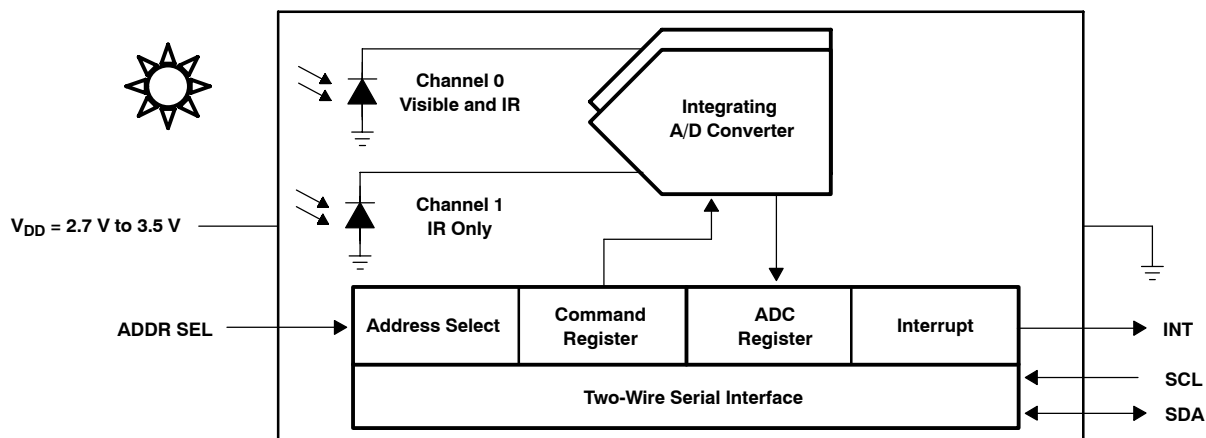 Channel 0
Visible and IR
Integrating
A/D Converter
Channel 1
IR Only
VDD = 2.7 V to 3.5 V
ADDR SEL
Address Select
Command
Register
ADC
Register
Interrupt
INT
Two-Wire Serial Interface
SCL
SDA